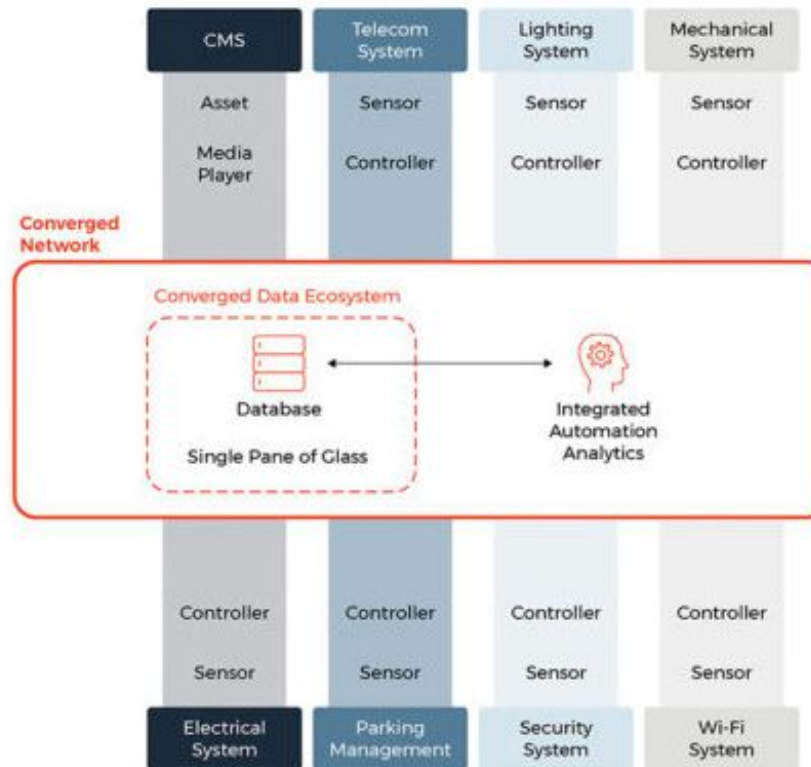 CMS
Telecom
System
Lighting
System
Mechanical
System
Asset
Sensor
Sensor
Sensor
Media
Player
Controller
Controller
Controller
Converged
Network
Converged Data Ecosystem
Database
Single Pane of Glass
Integrated
Automation
Analytics
Controller
Controller
Controller
Controller
Sensor
Sensor
Sensor
Sensor
Electrical
System
Parking
Management
Security
System
Wi-Fi
System